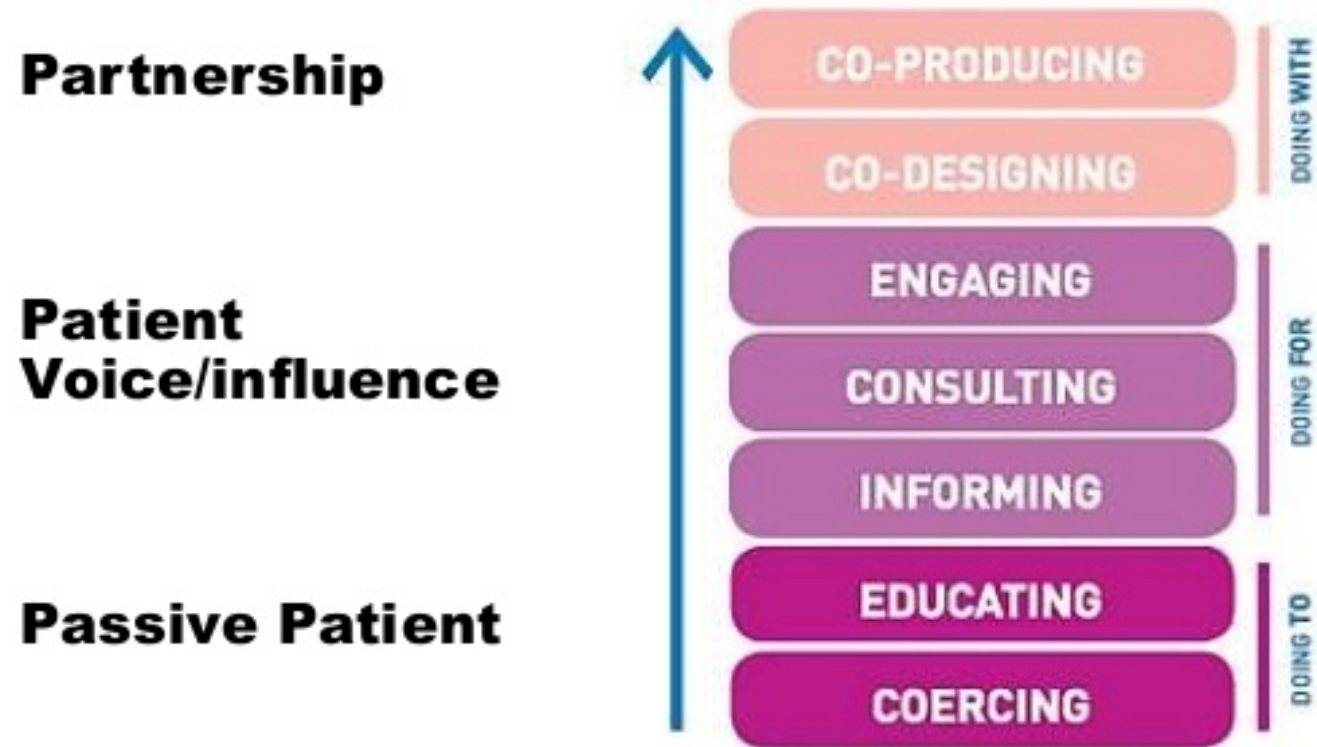 Partnership
CO-PRODUCING
CO-DESIGNING
DOING WITH
Patient
Voice/influence
ENGAGING
CONSULTING
INFORMING
DOING FOR
Passive Patient
EDUCATING
COERCING
DOING TO